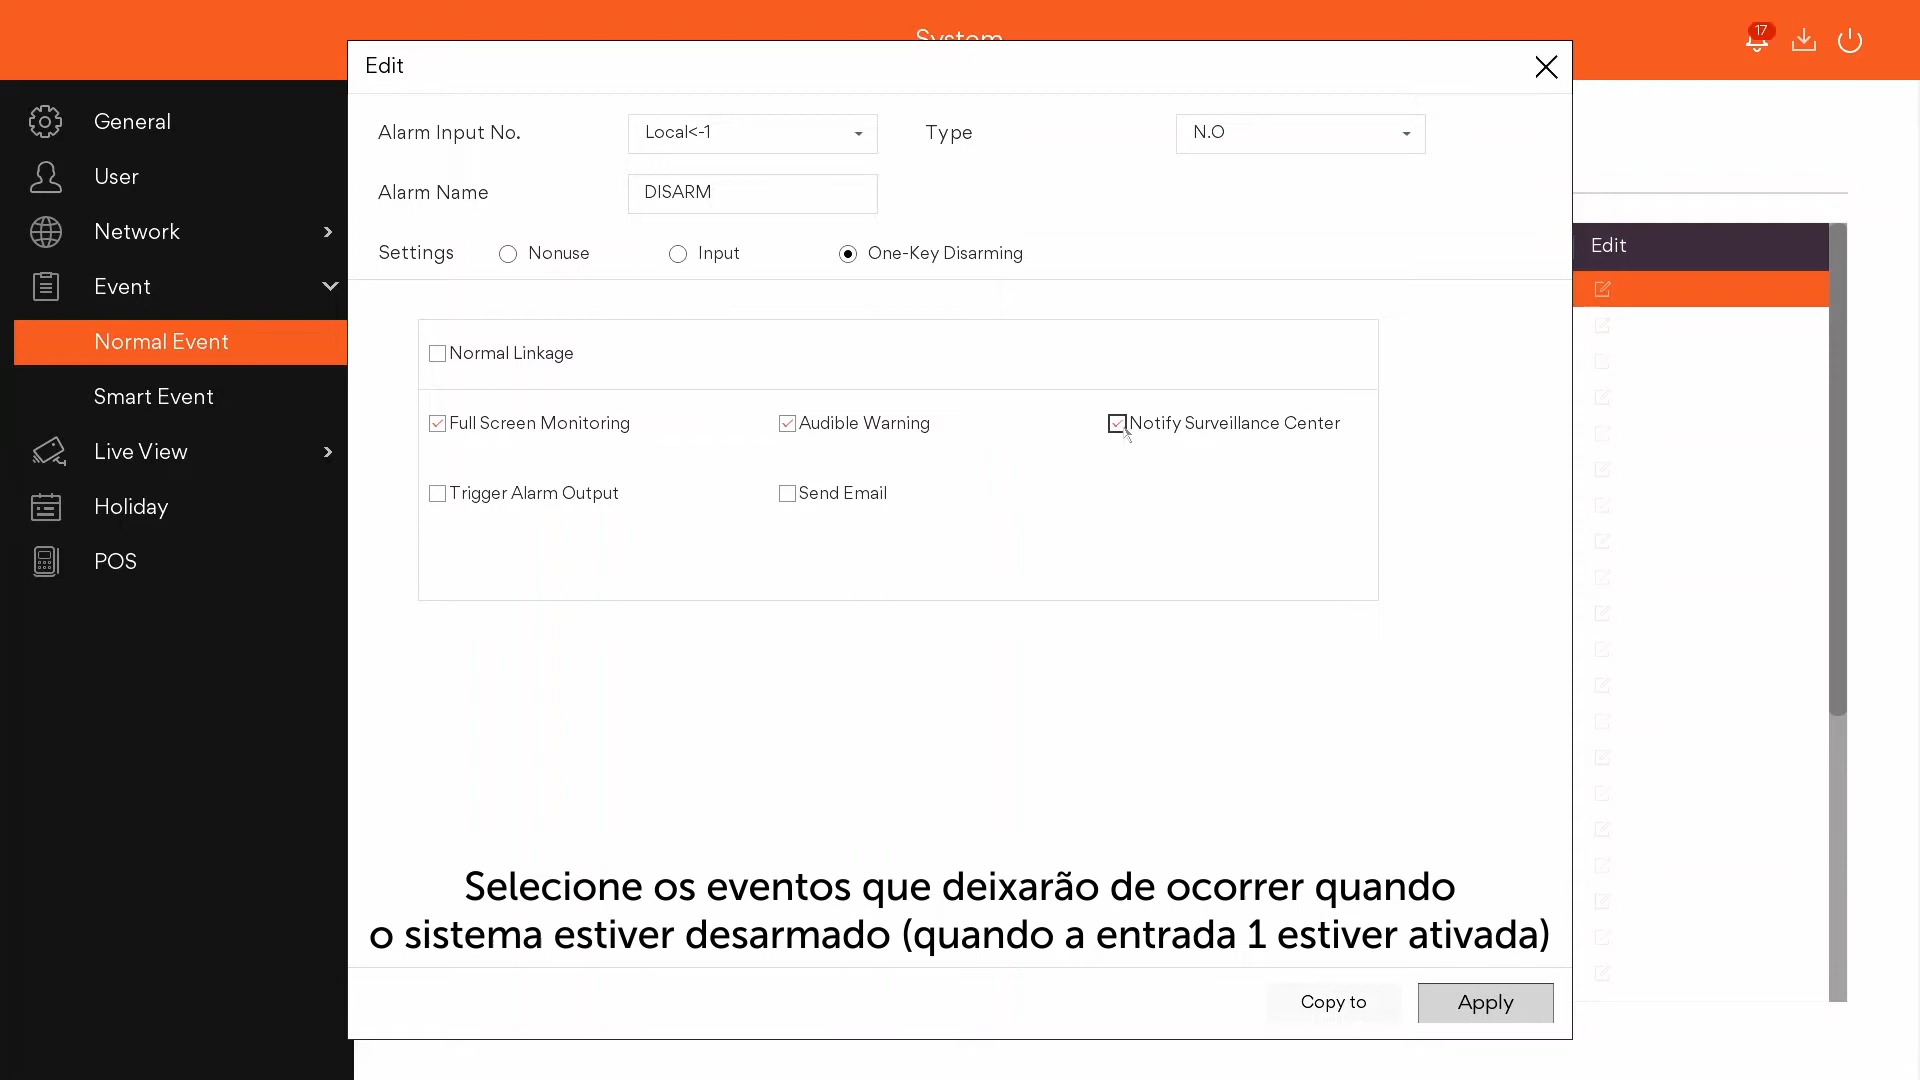 System
17
Edit
Alarm Input No.
Local<-1
Type
N.O
Alarm Name
DISARM
Settings
Nonuse
Input
One-Key Disarming
Normal Linkage
Full Screen Monitoring
Audible Warning
Notify Surveillance Center
Trigger Alarm Output
Send Email
Selecione os eventos que deixarão de ocorrer quando
o sistema estiver desarmado (quando a entrada 1 estiver ativada)
Copy to
Apply
General
User
Network
Event
Normal Event
Smart Event
Live View
Holiday
POS
Edit